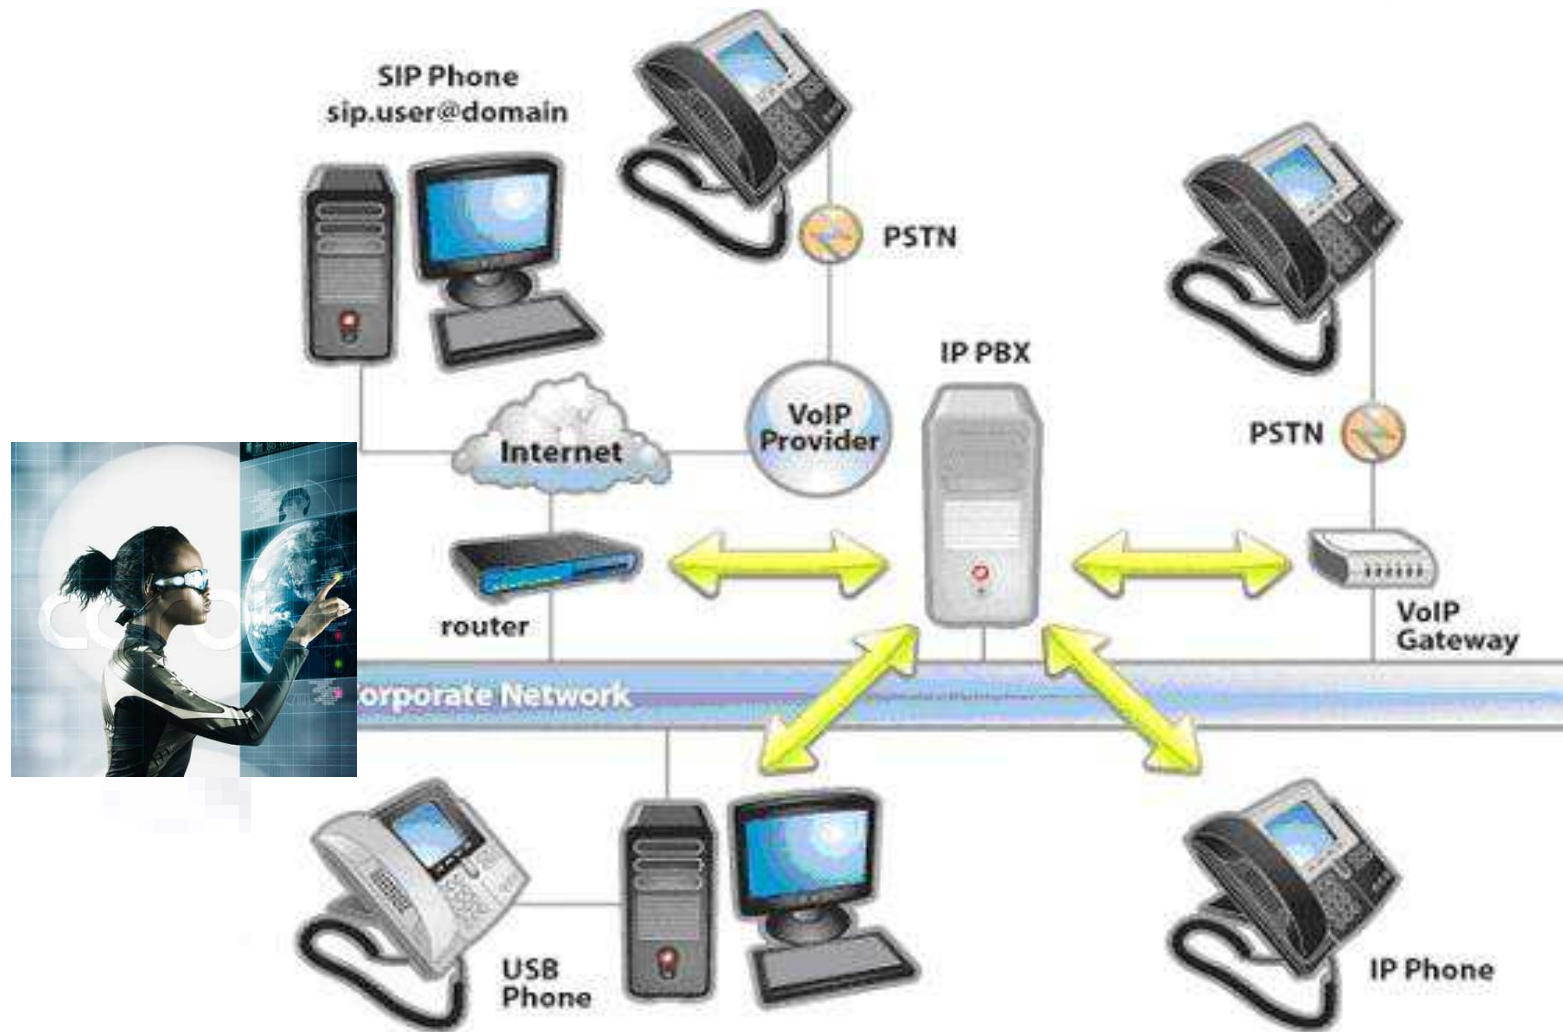 SIP Phone
sip.user@domain
PSTN
IP PBX
VoIP
Provider
Internet
PSTN
router
VoIP
Gateway
orporate Network
USB
Phone
IP Phone